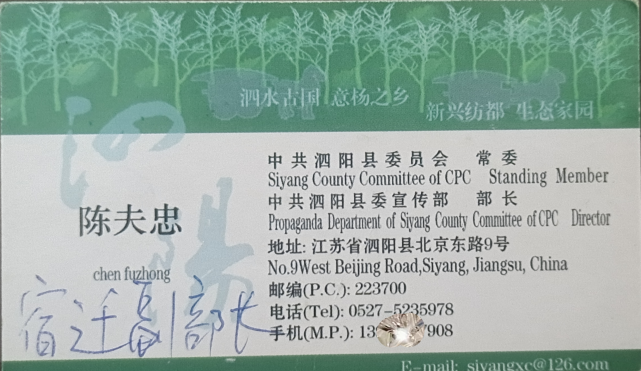 泗水古国 意杨之乡
新兴纺都 生态家园
泗陽
陈夫忠
chen fuzhong
中共泗阳县委员会 常委
Siyang County Committee of CPC Standing Member
中共泗阳县委宣传部 部长
Propaganda Department of Siyang County Committee of CPC Director
地址: 江苏省泗阳县北京东路9号
No.9West Beijing Road,Siyang, Jiangsu, China
邮编(P.C.): 223700
电话(Tel): 0527-5235978
手机(M.P.): 13 7908
宿迁副部长
E-mail: siyangxc@126.com